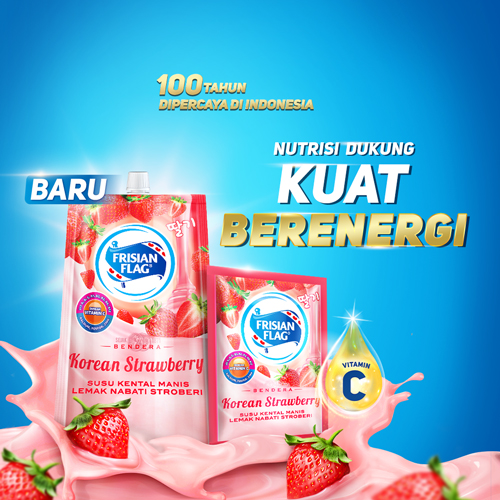 100 TAHUN
DIPERCAYA DI INDONESIA
NUTRISI DUKUNG
KUAT
BERENERGI
BARU
딸기
FRISIAN
FLAG
BENDERA
Korean Strawberry
SUSU KENTAL MANIS
LEMAK NABATI STROBERI
딸기
FRISIAN
FLAG
BENDERA
Korean Strawberry
SUSU KENTAL MANIS
LEMAK NABATI STROBERI
VITAMIN
C